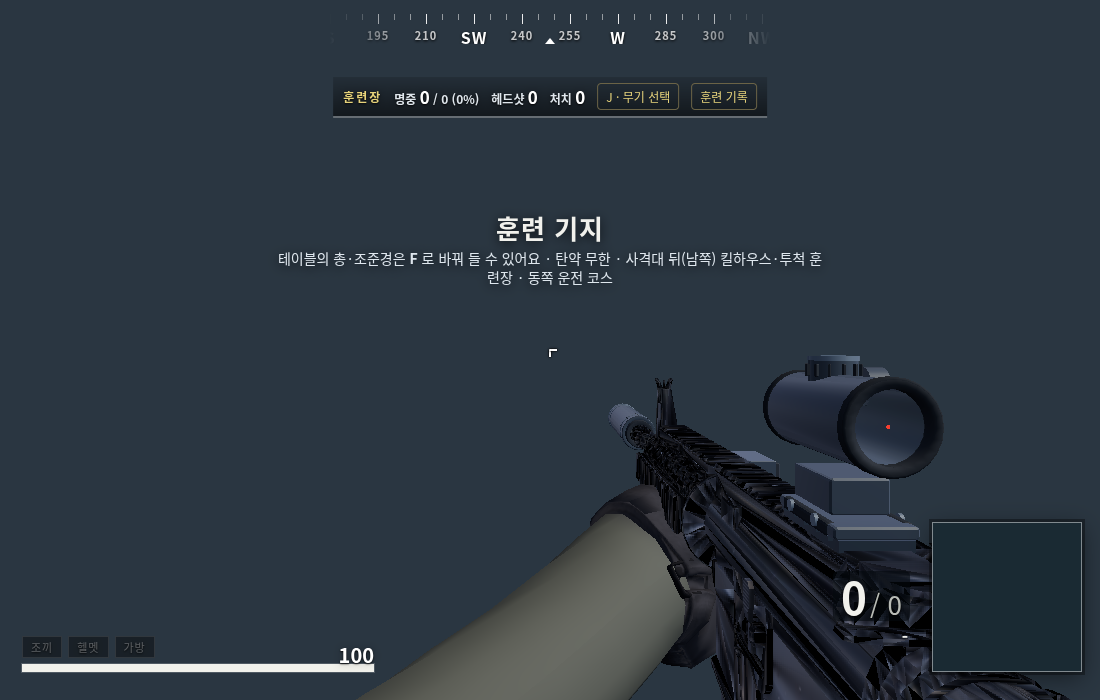 195 210 SW 240 255 W 285 300 NW
훈련장 명중 0 / 0 (0%) 헤드샷 0 처치 0 J · 무기 선택 훈련 기록
훈련 기지
테이블의 총·조준경은 F 로 바꿔 들 수 있어요 · 탄약 무한 · 사격대 뒤(남쪽) 킬하우스·투척 훈
련장 · 동쪽 운전 코스
0 / 0
조끼 헬멧 가방
100